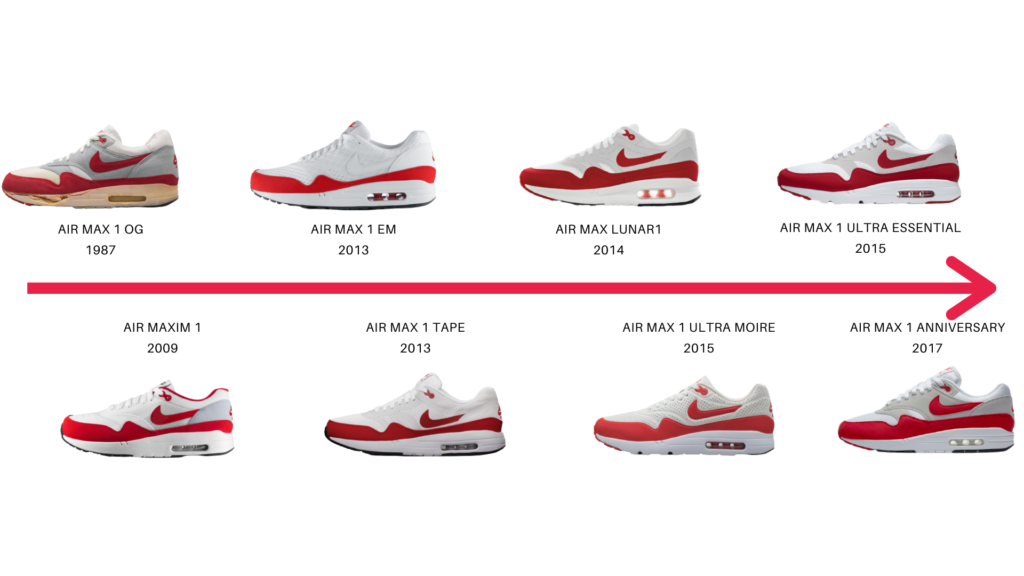 AIR MAX 1 OG
1987
AIR MAX 1 EM
2013
AIR MAX LUNAR1
2014
AIR MAX 1 ULTRA ESSENTIAL
2015
AIR MAXIM 1
2009
AIR MAX 1 TAPE
2013
AIR MAX 1 ULTRA MOIRE
2015
AIR MAX 1 ANNIVERSARY
2017